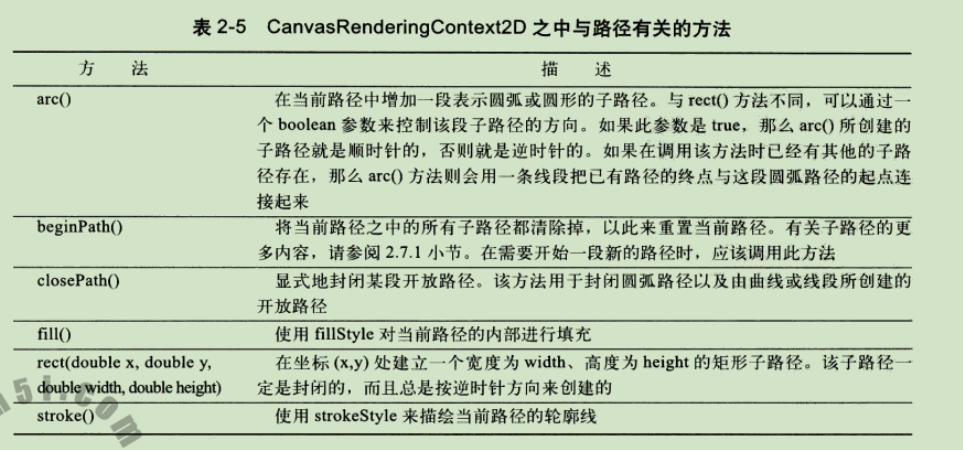 表 2-5 CanvasRenderingContext2D 之中与路径有关的方法
方 法 描 述
arc() 在当前路径中增加一段表示圆弧或圆形的子路径。与 rect() 方法不同，可以通过一
个 boolean 参数来控制该段子路径的方向。如果此参数是 true，那么 arc() 所创建的
子路径就是顺时针的，否则就是逆时针的。如果在调用该方法时已经有其他的子路
径存在，那么 arc() 方法则会用一条线段把已有路径的终点与这段圆弧路径的起点连
接起来
beginPath() 将当前路径之中的所有子路径都清除掉，以此来重置当前路径。有关子路径的更
多内容，请参阅 2.7.1 小节。在需要开始一段新的路径时，应该调用此方法
closePath() 显式地封闭某段开放路径。该方法用于封闭圆弧路径以及由曲线或线段所创建的
开放路径
fill() 使用 fillStyle 对当前路径的内部进行填充
rect(double x, double y, 在坐标 (x,y) 处建立一个宽度为 width、高度为 height 的矩形子路径。该子路径一
double width, double height) 定是封闭的，而且总是按逆时针方向来创建的
stroke() 使用 strokeStyle 来描绘当前路径的轮廓线